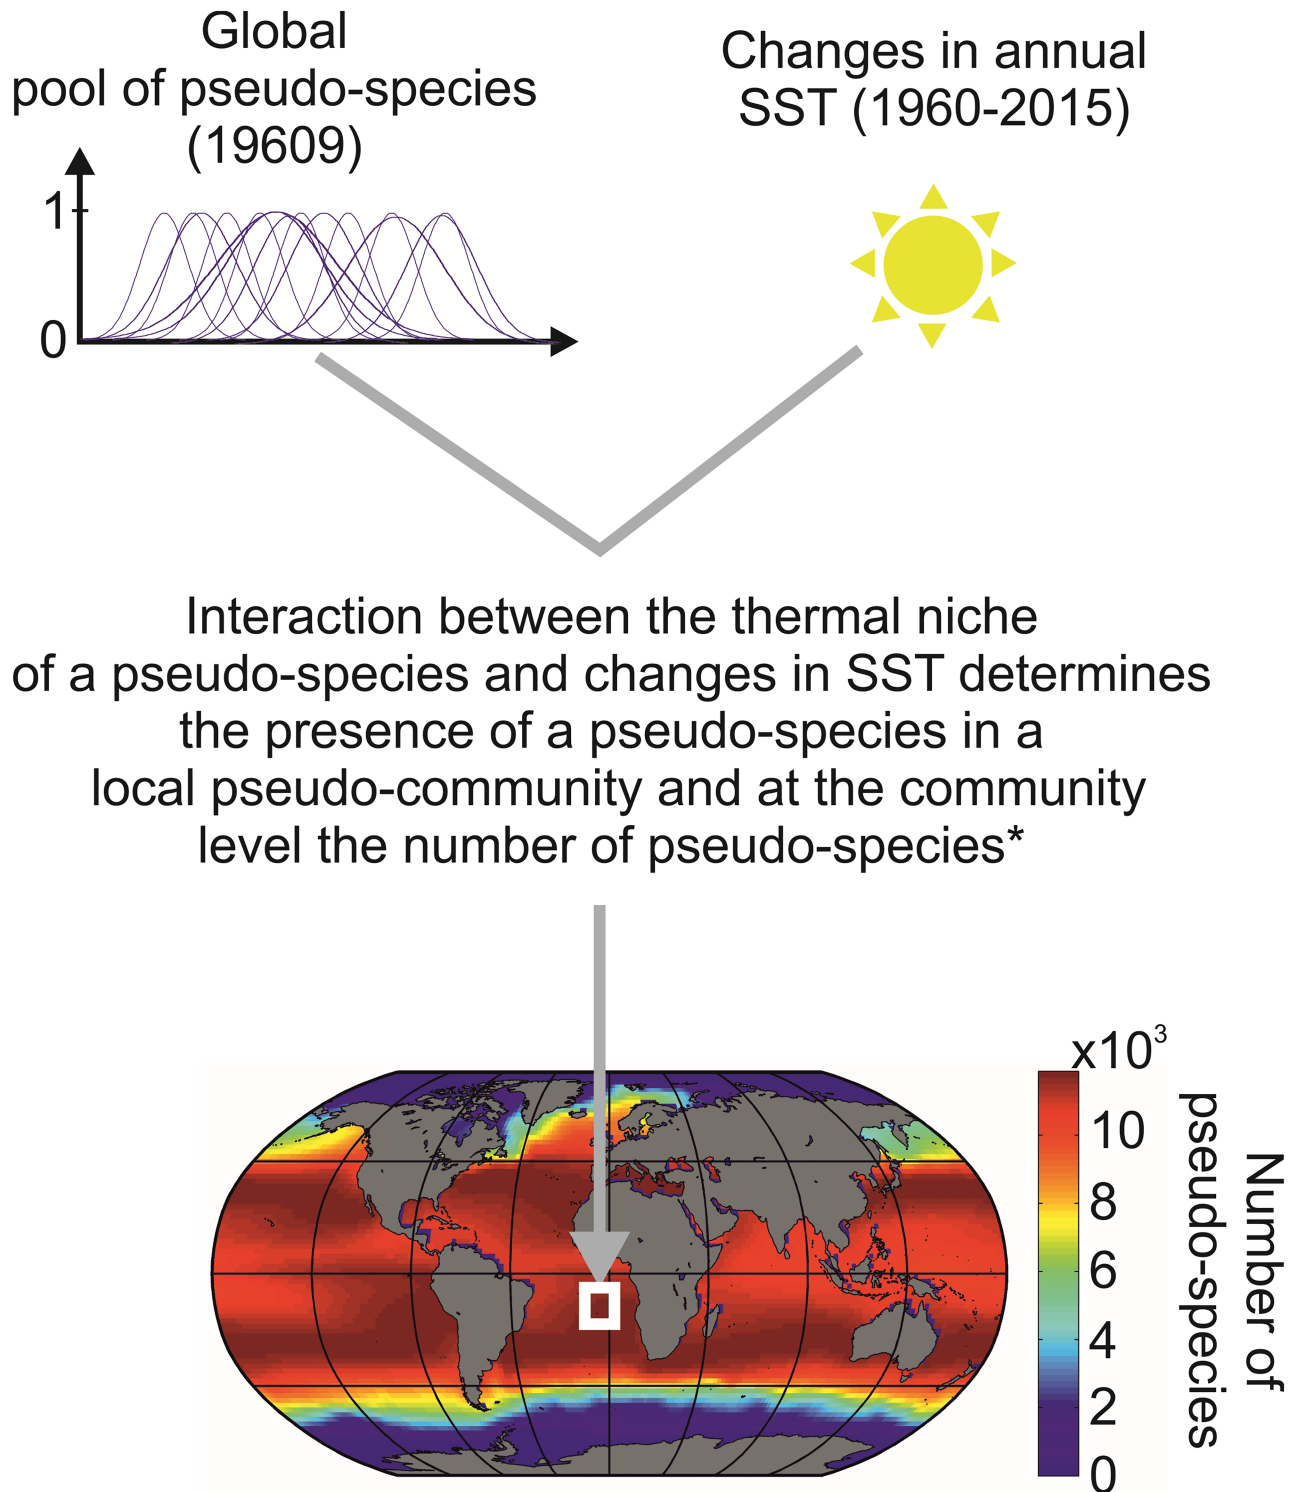 Global
pool of pseudo-species
(19609)
Changes in annual
SST (1960-2015)
1
0
Interaction between the thermal niche
of a pseudo-species and changes in SST determines
the presence of a pseudo-species in a
local pseudo-community and at the community
level the number of pseudo-species*
x10³
10
8
6
4
2
0
Number of
pseudo-species